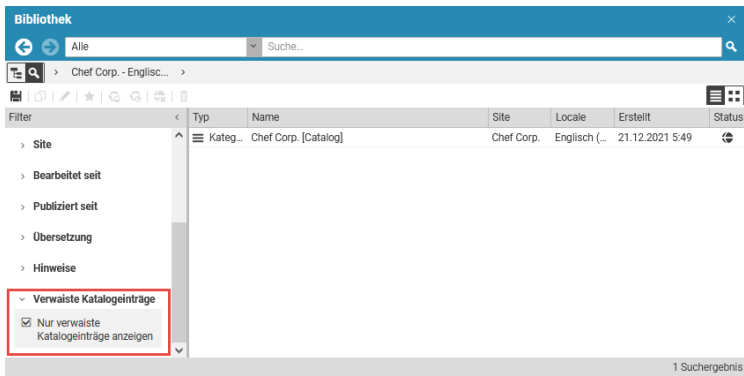 Bibliothek
Alle
Suche...
Chef Corp. - Englisc...
Filter
Typ Name Site Locale Erstellt Status
Site
Kateg... Chef Corp. [Catalog] Chef Corp. Englisch (... 21.12.2021 5:49
Bearbeitet seit
Publiziert seit
Übersetzung
Hinweise
Verwaiste Katalogeinträge
Nur verwaiste
Katalogeinträge anzeigen
1 Suchergebnis